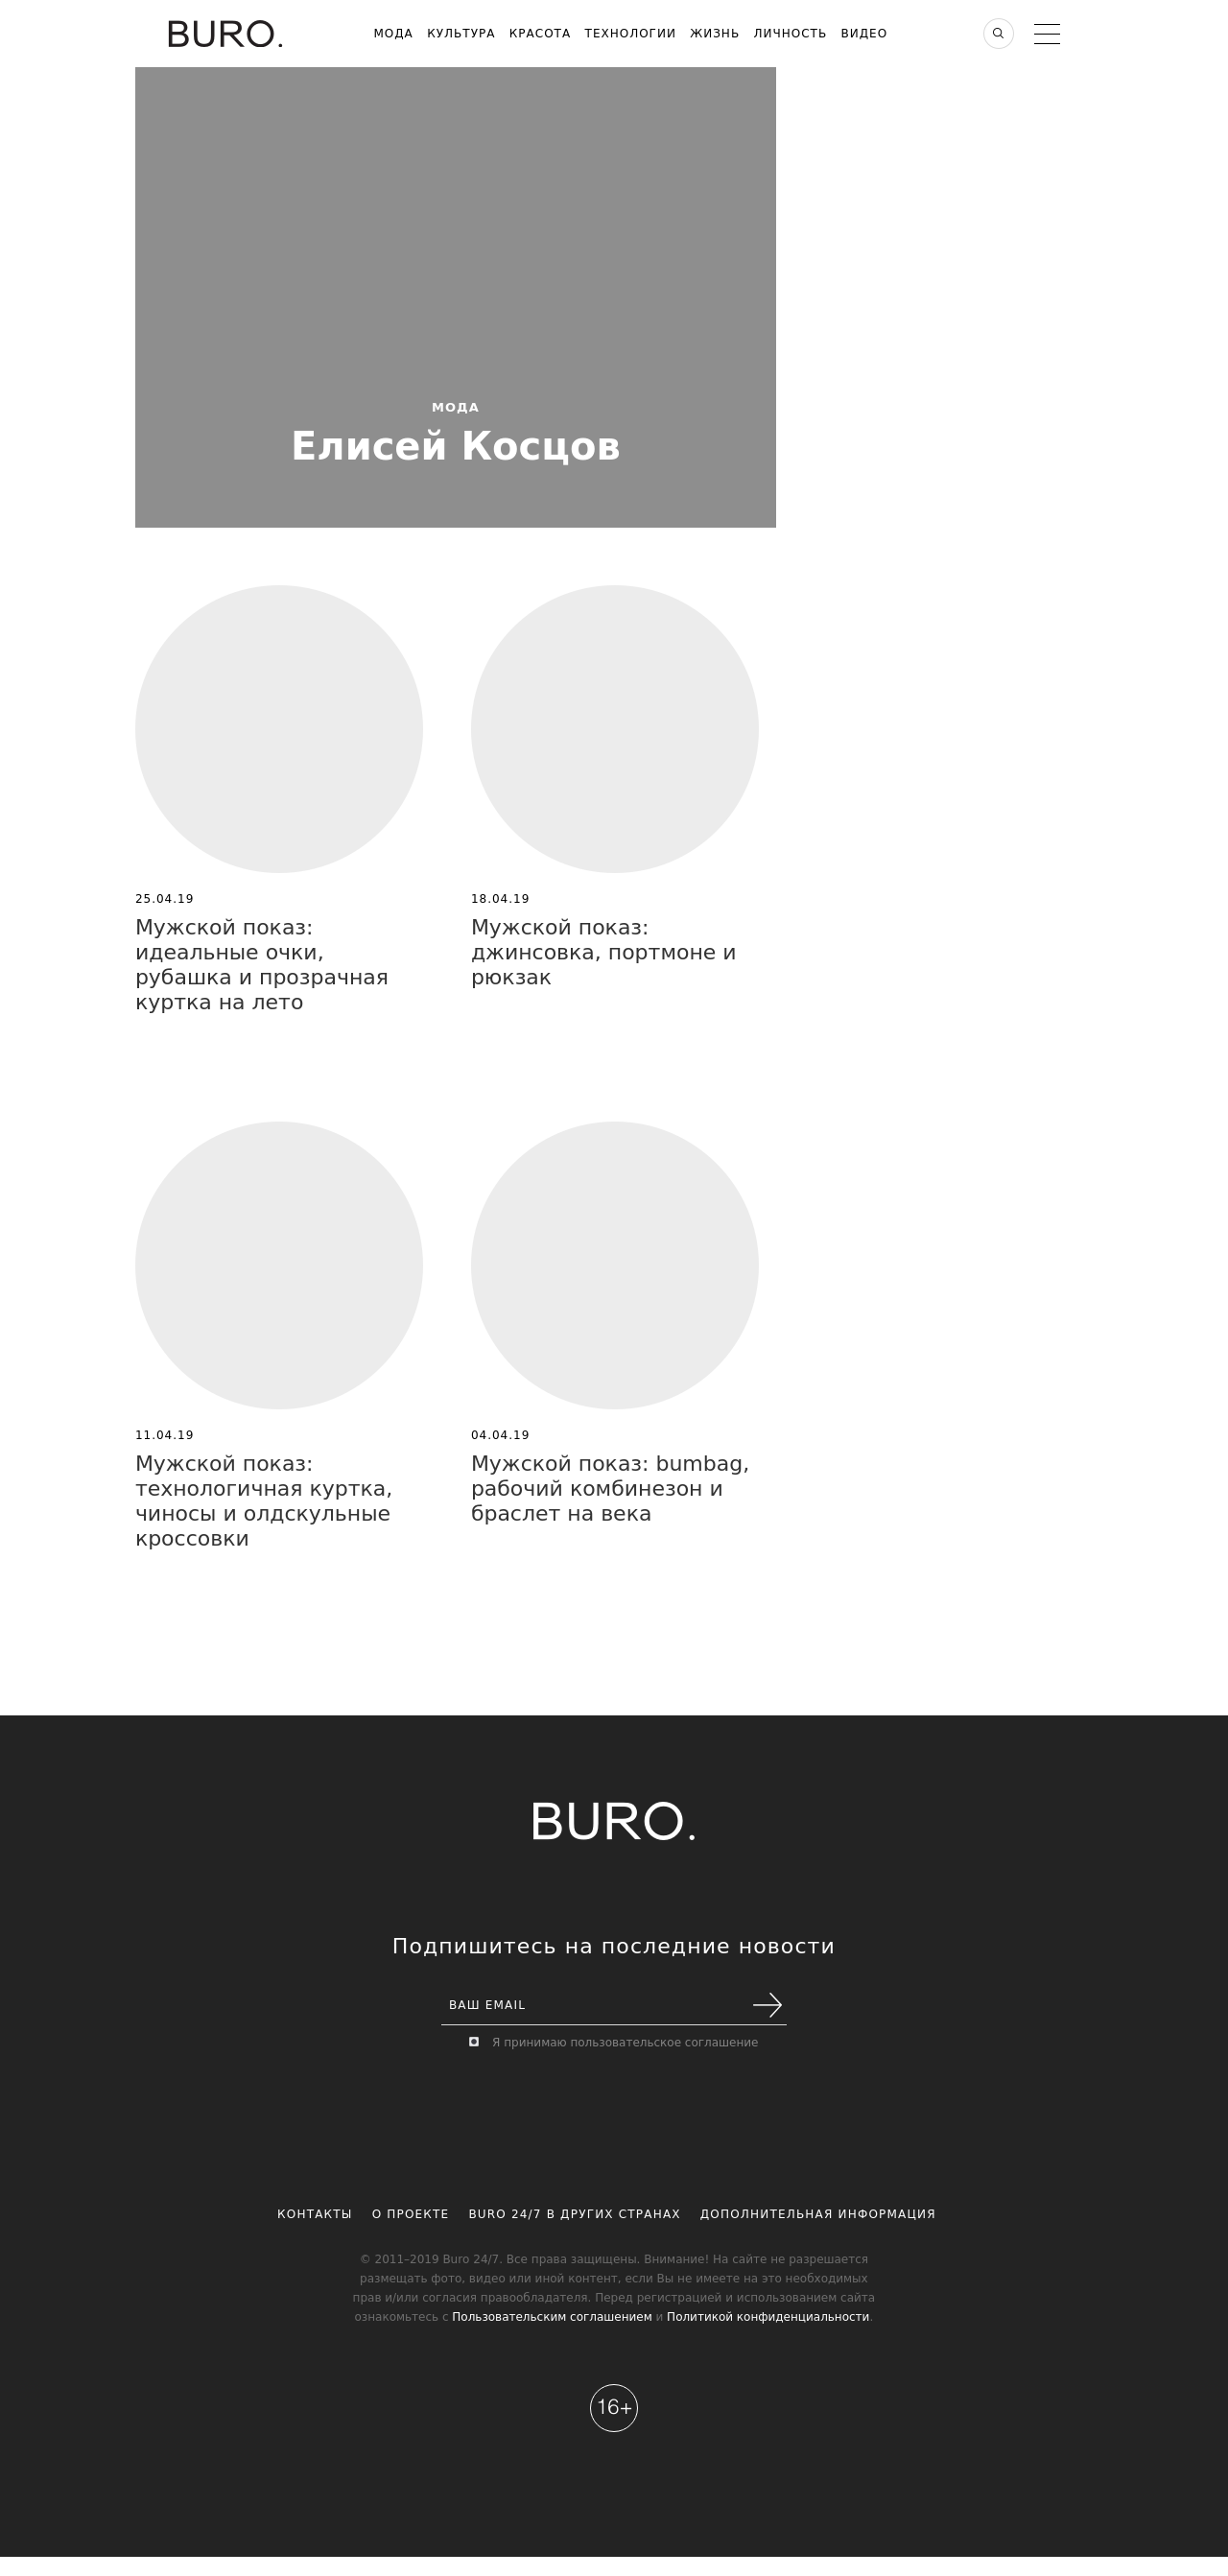 BURO.
МОДА КУЛЬТУРА КРАСОТА ТЕХНОЛОГИИ ЖИЗНЬ ЛИЧНОСТЬ ВИДЕО
МОДА
Елисей Косцов
25.04.19
Мужской показ:
идеальные очки,
рубашка и прозрачная
куртка на лето
18.04.19
Мужской показ:
джинсовка, портмоне и
рюкзак
11.04.19
Мужской показ:
технологичная куртка,
чиносы и олдскульные
кроссовки
04.04.19
Мужской показ: bumbag,
рабочий комбинезон и
браслет на века
BURO.
Подпишитесь на последние новости
ВАШ EMAIL
Я принимаю пользовательское соглашение
КОНТАКТЫ О ПРОЕКТЕ BURO 24/7 В ДРУГИХ СТРАНАХ ДОПОЛНИТЕЛЬНАЯ ИНФОРМАЦИЯ
© 2011–2019 Buro 24/7. Все права защищены. Внимание! На сайте не разрешается
размещать фото, видео или иной контент, если Вы не имеете на это необходимых
прав и/или согласия правообладателя. Перед регистрацией и использованием сайта
ознакомьтесь с Пользовательским соглашением и Политикой конфиденциальности.
16+